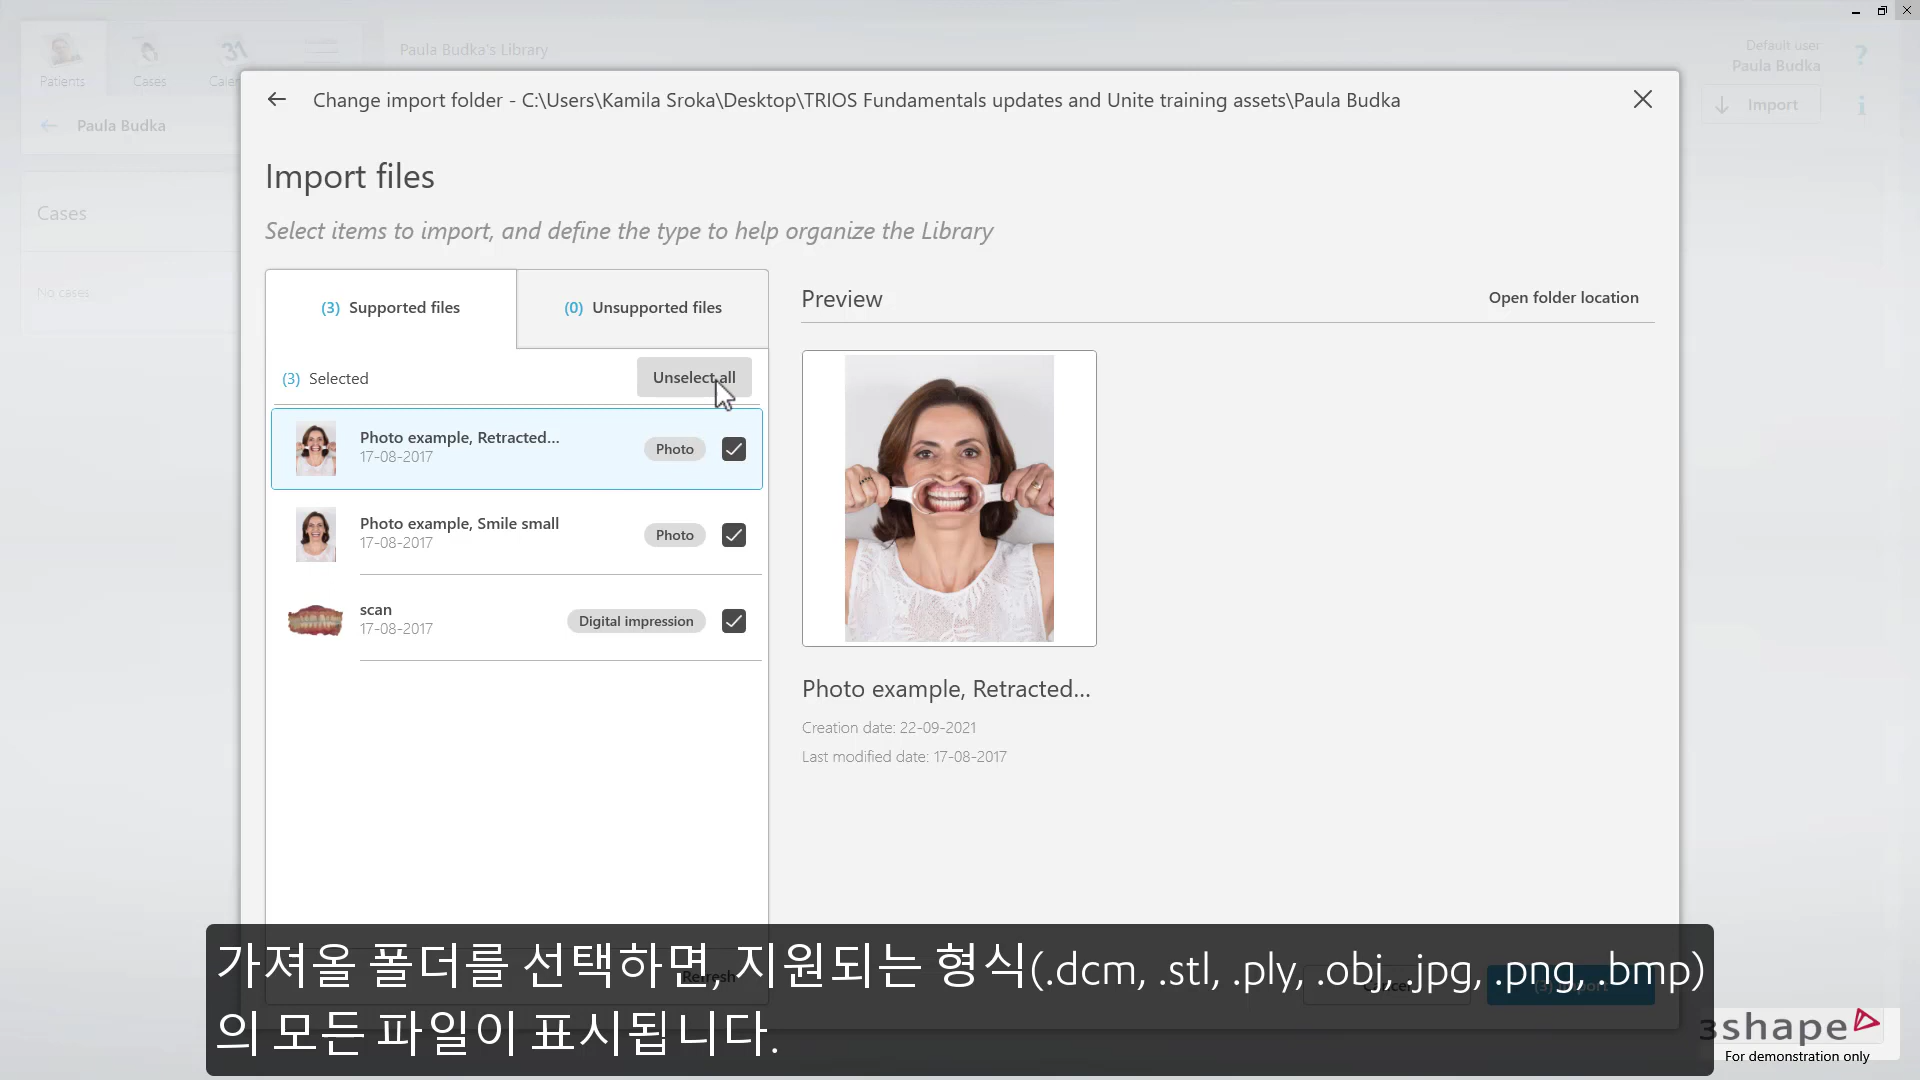 Patients
Cases
Paula Budka's Library
Default user
Paula Budka
?
Import
i
Paula Budka
Cases
No cases
Change import folder - C:\Users\Kamila Sroka\Desktop\TRIOS Fundamentals updates and Unite training assets\Paula Budka
Import files
Select items to import, and define the type to help organize the Library
(3) Supported files
(0) Unsupported files
(3) Selected
Unselect all
Photo example, Retracted...
17-08-2017
Photo
Photo example, Smile small
17-08-2017
Photo
scan
17-08-2017
Digital impression
Preview
Open folder location
Photo example, Retracted...
Creation date: 22-09-2021
Last modified date: 17-08-2017
Refresh
Cancel
(3) Import
가져올 폴더를 선택하면, 지원되는 형식(.dcm, .stl, .ply, .obj, .jpg, .png, .bmp)
의 모든 파일이 표시됩니다.
3shape
For demonstration only